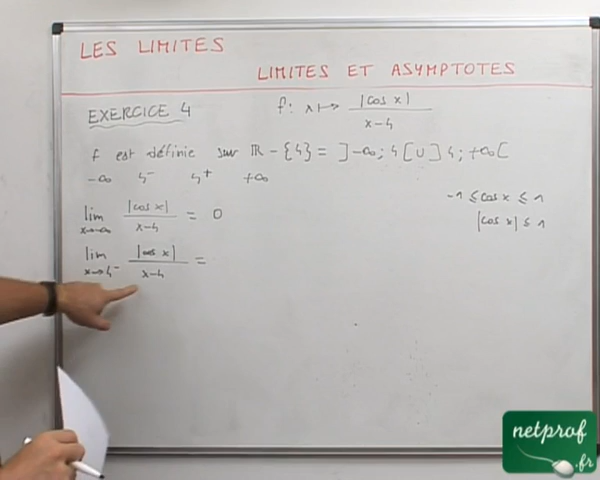 LES LIMITES
LIMITES ET ASYMPTOTES
EXERCICE 4 f: x ↦ |cos x| / x-4
f est définie sur ℝ - {4} = ]-∞; 4[ ∪ ]4; +∞[
-∞ 4⁻ 4⁺ +∞
lim x→-∞ |cos x| / x-4 = 0
-1 ≤ cos x ≤ 1
|cos x| ≤ 1
lim x→4⁻ |cos x| / x-4 =
netprof
.fr